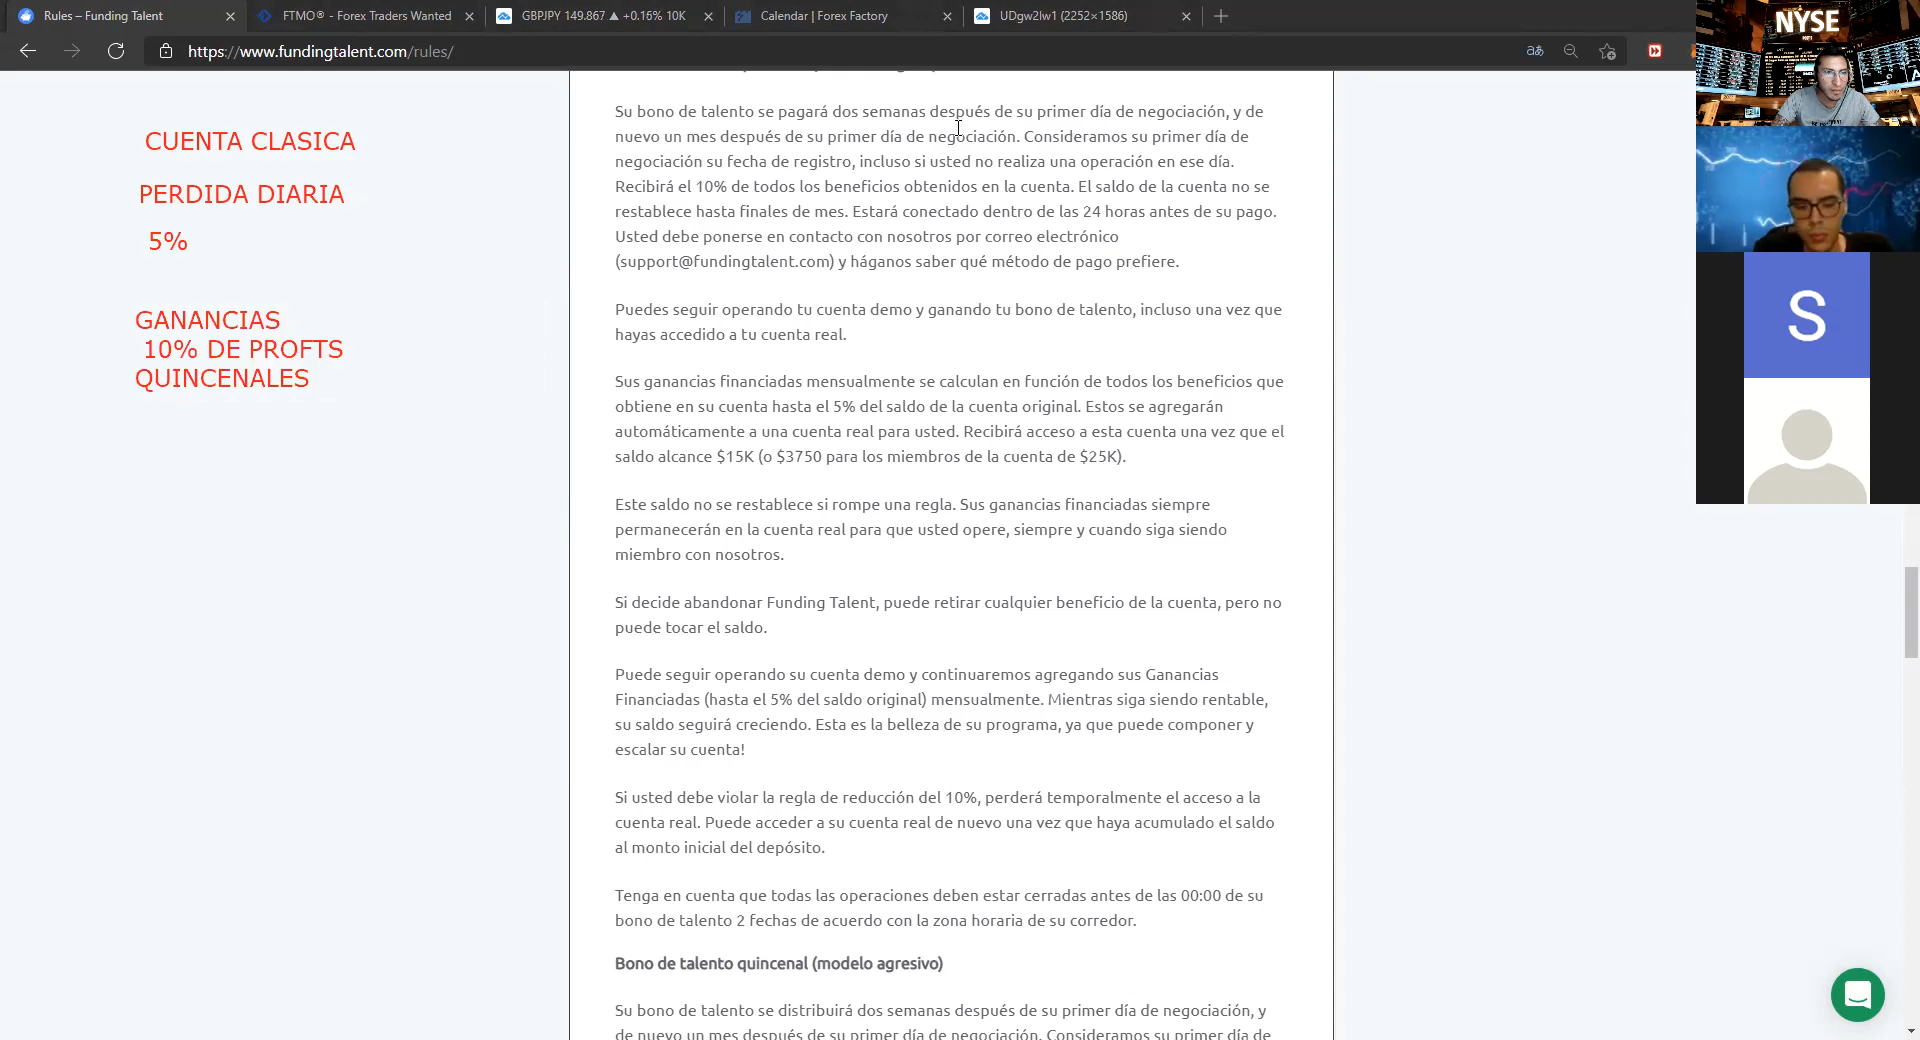 Rules – Funding Talent
FTMO® - Forex Traders Wanted
GBPJPY 149.867 ▲ +0.16% 10K
Calendar | Forex Factory
UDgw2lw1 (2252×1586)
https://www.fundingtalent.com/rules/
NYSE
CUENTA CLASICA
PERDIDA DIARIA
5%
GANANCIAS
10% DE PROFTS
QUINCENALES
Su bono de talento se pagará dos semanas después de su primer día de negociación, y de
nuevo un mes después de su primer día de negociación. Consideramos su primer día de
negociación su fecha de registro, incluso si usted no realiza una operación en ese día.
Recibirá el 10% de todos los beneficios obtenidos en la cuenta. El saldo de la cuenta no se
restablece hasta finales de mes. Estará conectado dentro de las 24 horas antes de su pago.
Usted debe ponerse en contacto con nosotros por correo electrónico
(support@fundingtalent.com) y háganos saber qué método de pago prefiere.
Puedes seguir operando tu cuenta demo y ganando tu bono de talento, incluso una vez que
hayas accedido a tu cuenta real.
Sus ganancias financiadas mensualmente se calculan en función de todos los beneficios que
obtiene en su cuenta hasta el 5% del saldo de la cuenta original. Estos se agregarán
automáticamente a una cuenta real para usted. Recibirá acceso a esta cuenta una vez que el
saldo alcance $15K (o $3750 para los miembros de la cuenta de $25K).
Este saldo no se restablece si rompe una regla. Sus ganancias financiadas siempre
permanecerán en la cuenta real para que usted opere, siempre y cuando siga siendo
miembro con nosotros.
Si decide abandonar Funding Talent, puede retirar cualquier beneficio de la cuenta, pero no
puede tocar el saldo.
Puede seguir operando su cuenta demo y continuaremos agregando sus Ganancias
Financiadas (hasta el 5% del saldo original) mensualmente. Mientras siga siendo rentable,
su saldo seguirá creciendo. Esta es la belleza de su programa, ya que puede componer y
escalar su cuenta!
Si usted debe violar la regla de reducción del 10%, perderá temporalmente el acceso a la
cuenta real. Puede acceder a su cuenta real de nuevo una vez que haya acumulado el saldo
al monto inicial del depósito.
Tenga en cuenta que todas las operaciones deben estar cerradas antes de las 00:00 de su
bono de talento 2 fechas de acuerdo con la zona horaria de su corredor.
Bono de talento quincenal (modelo agresivo)
Su bono de talento se distribuirá dos semanas después de su primer día de negociación, y
de nuevo un mes después de su primer día de negociación. Consideramos su primer día de
S